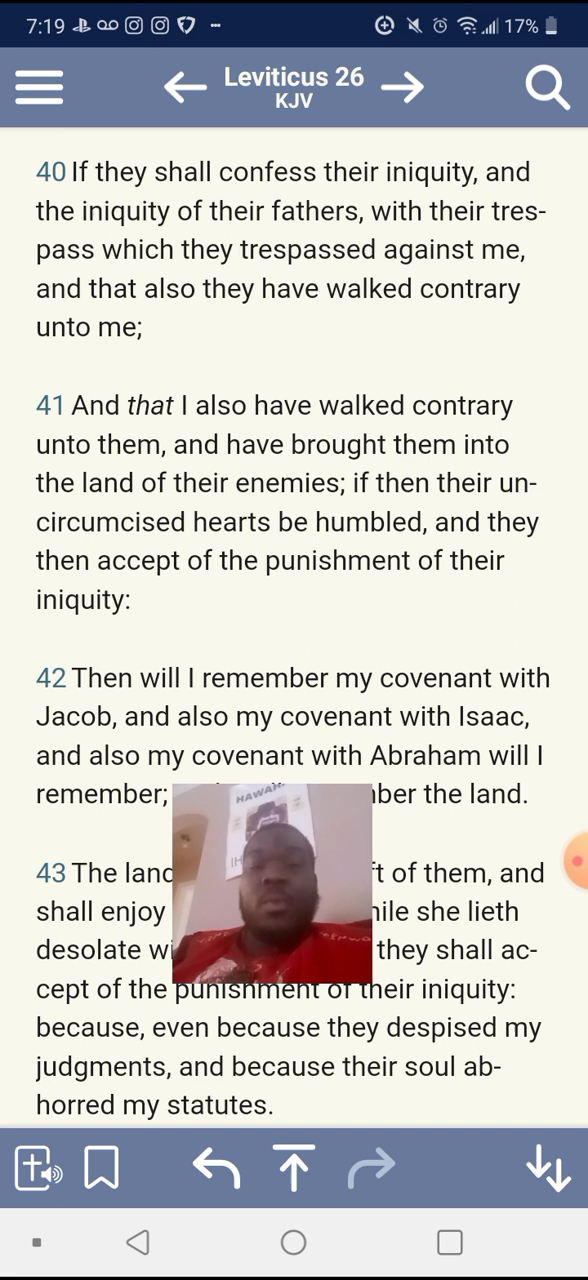 7:19
17%
Leviticus 26
KJV
40 If they shall confess their iniquity, and
the iniquity of their fathers, with their tres-
pass which they trespassed against me,
and that also they have walked contrary
unto me;
41 And that I also have walked contrary
unto them, and have brought them into
the land of their enemies; if then their un-
circumcised hearts be humbled, and they
then accept of the punishment of their
iniquity:
42 Then will I remember my covenant with
Jacob, and also my covenant with Isaac,
and also my covenant with Abraham will I
remember; the land.
HAWAH
43 The of them, and
shall enjoy she lieth
desolate they shall ac-
cept of the punishment of their iniquity:
because, even because they despised my
judgments, and because their soul ab-
horred my statutes.